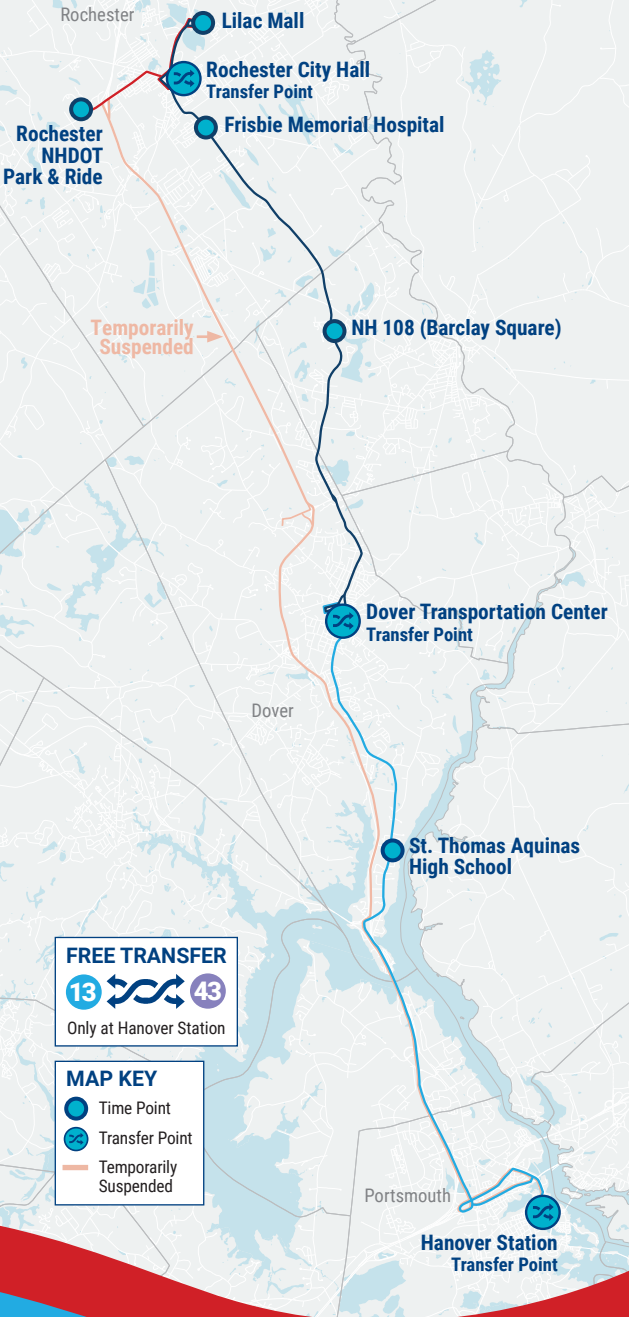 Rochester
Lilac Mall
Rochester City Hall
Transfer Point
Frisbie Memorial Hospital
Rochester
NHDOT
Park & Ride
NH 108 (Barclay Square)
Temporarily
Suspended
Dover Transportation Center
Transfer Point
Dover
St. Thomas Aquinas
High School
FREE TRANSFER
13 43
Only at Hanover Station
MAP KEY
Time Point
Transfer Point
Temporarily
Suspended
Portsmouth
Hanover Station
Transfer Point